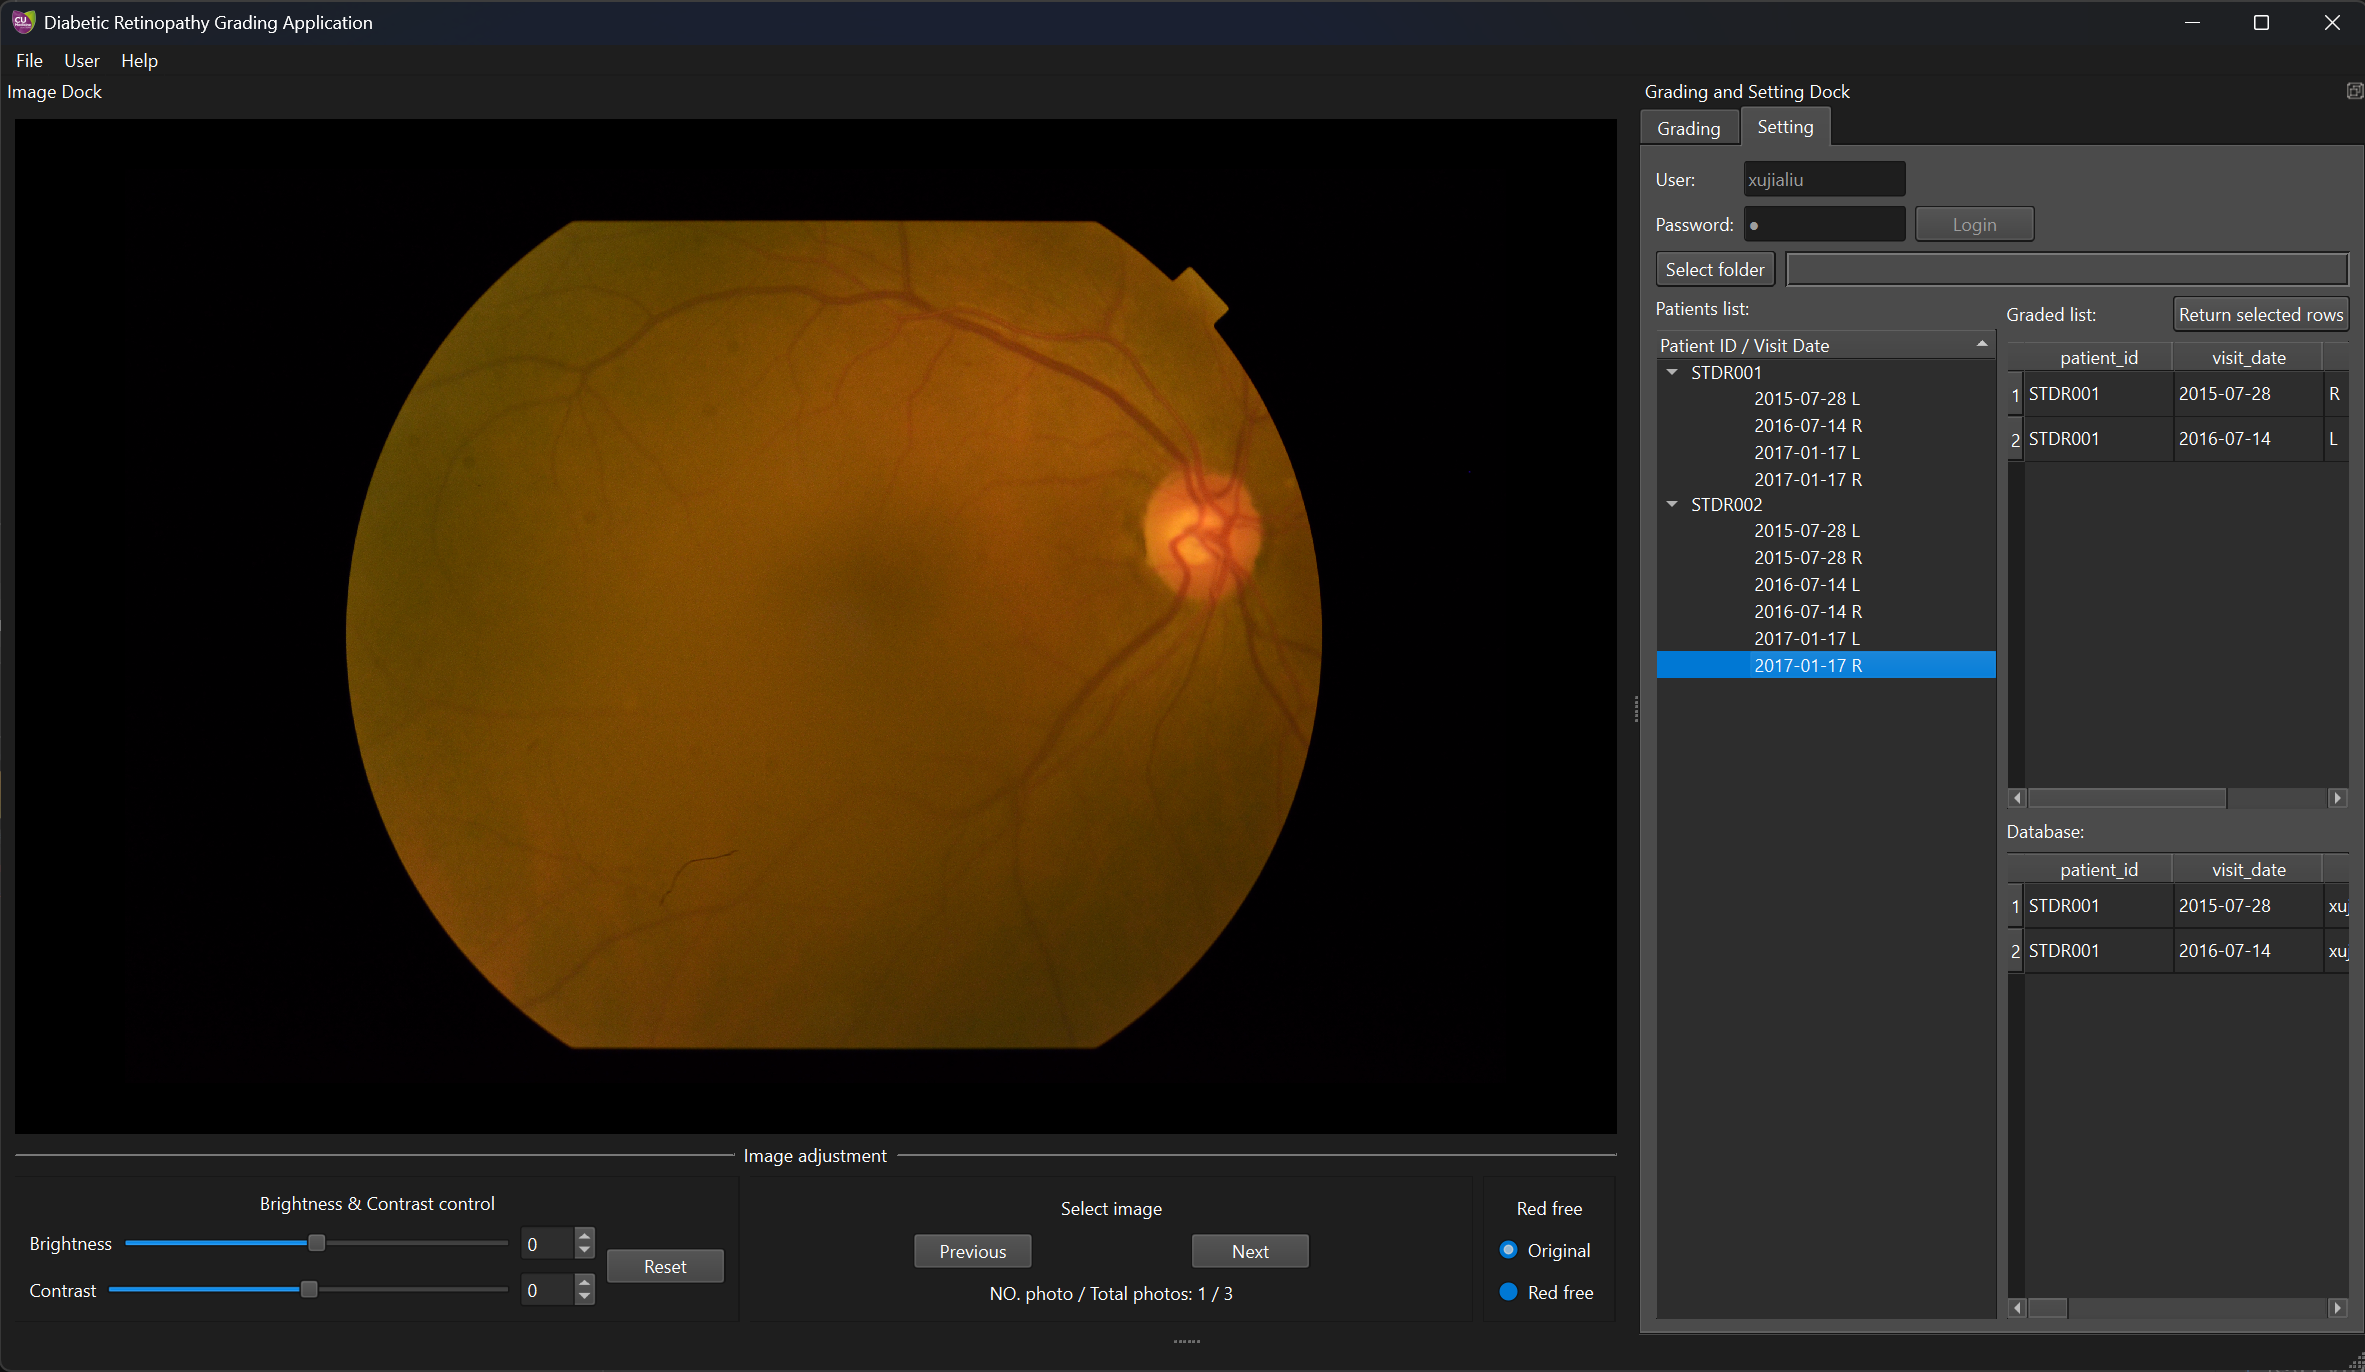 Diabetic Retinopathy Grading Application
File User Help
Image Dock
Image adjustment
Brightness & Contrast control
Brightness 0
Contrast 0
Reset
Select image
Previous Next
NO. photo / Total photos: 1 / 3
Red free
Original
Red free
Grading and Setting Dock
Grading Setting
User: xujialiu
Password: ●
Login
Select folder
Patients list:
Patient ID / Visit Date
STDR001
2015-07-28 L
2016-07-14 R
2017-01-17 L
2017-01-17 R
STDR002
2015-07-28 L
2015-07-28 R
2016-07-14 L
2016-07-14 R
2017-01-17 L
2017-01-17 R
Graded list: Return selected rows
patient_id visit_date
1 STDR001 2015-07-28 R
2 STDR001 2016-07-14 L
Database:
patient_id visit_date
1 STDR001 2015-07-28 xuj
2 STDR001 2016-07-14 xuj